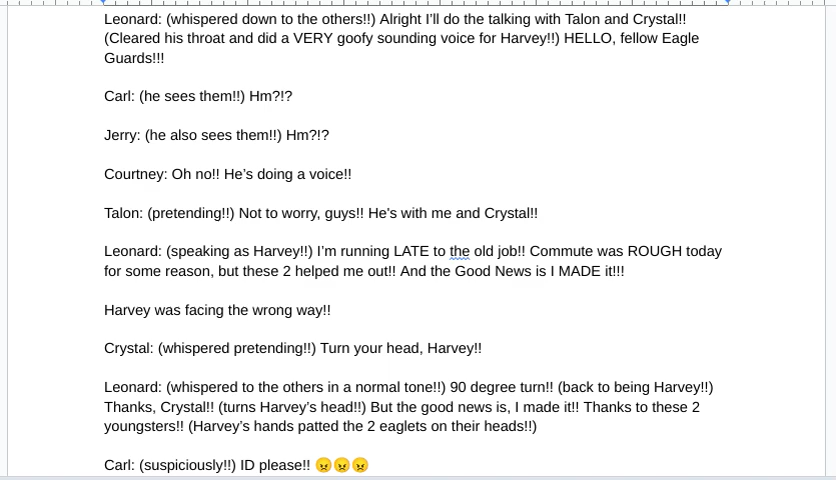 Leonard: (whispered down to the others!!) Alright I’ll do the talking with Talon and Crystal!!
(Cleared his throat and did a VERY goofy sounding voice for Harvey!!) HELLO, fellow Eagle
Guards!!!
Carl: (he sees them!!) Hm?!?
Jerry: (he also sees them!!) Hm?!?
Courtney: Oh no!! He’s doing a voice!!
Talon: (pretending!!) Not to worry, guys!! He’s with me and Crystal!!
Leonard: (speaking as Harvey!!) I’m running LATE to the old job!! Commute was ROUGH today
for some reason, but these 2 helped me out!! And the Good News is I MADE it!!!
Harvey was facing the wrong way!!
Crystal: (whispered pretending!!) Turn your head, Harvey!!
Leonard: (whispered to the others in a normal tone!!) 90 degree turn!! (back to being Harvey!!)
Thanks, Crystal!! (turns Harvey’s head!!) But the good news is, I made it!! Thanks to these 2
youngsters!! (Harvey’s hands patted the 2 eaglets on their heads!!)
Carl: (suspiciously!!) ID please!! 😠😠😠